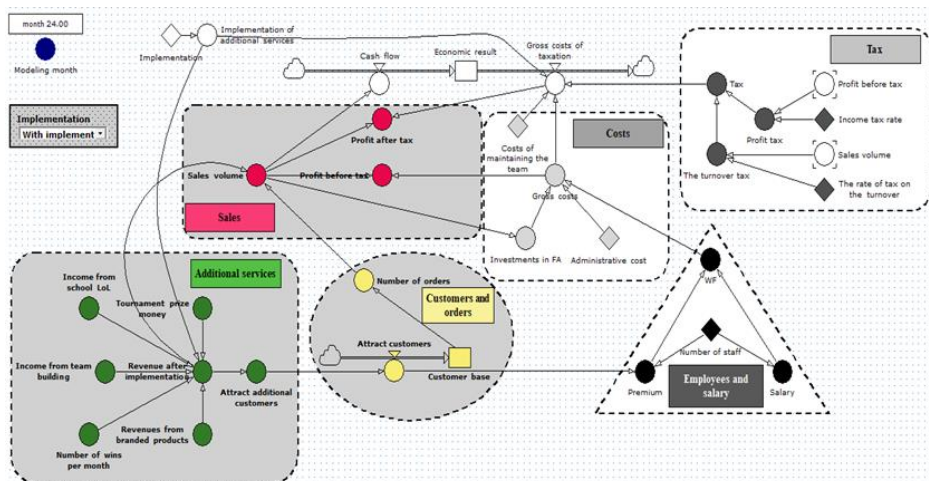 month 24.00
Modeling month
Implementation
With implement
Implementation
Implementation of
additional services
Cash flow
Economic result
Gross costs of
taxation
Tax
Tax
Profit before tax
Income tax rate
Profit tax
Sales volume
The turnover tax
The rate of tax on
the turnover
Profit after tax
Sales volume
Profit before tax
Sales
Costs
Costs of
maintaining the
team
Gross costs
Investments in FA
Administrative cost
Additional services
Income from
school LoL
Tournament prize
money
Income from team
building
Revenue after
implementation
Attract additional
customers
Number of wins
per month
Revenues from
branded products
Number of orders
Customers and
orders
Attract customers
Customer base
WF
Number of staff
Premium
Employees and
salary
Salary